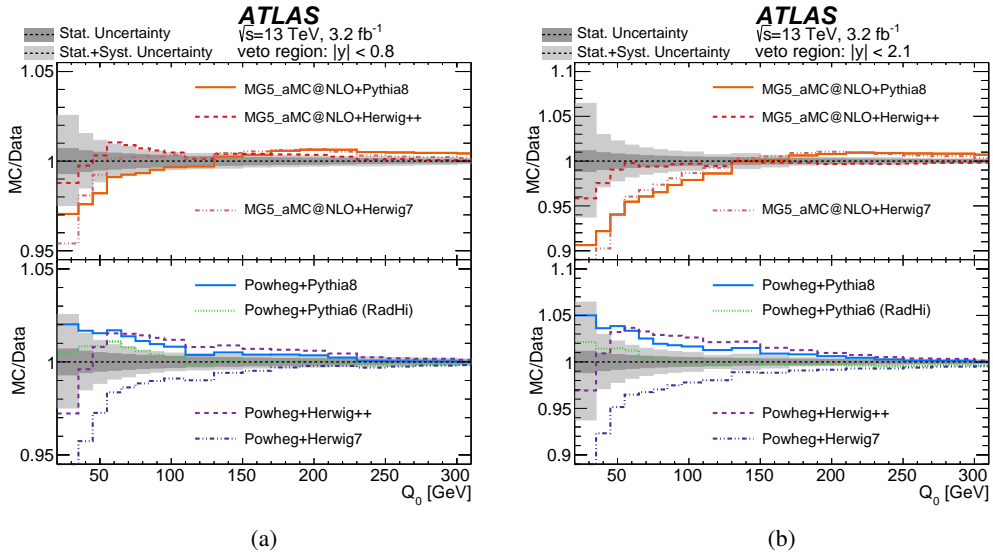 ATLAS
Stat. Uncertainty
√s=13 TeV, 3.2 fb⁻¹
Stat.+Syst. Uncertainty
veto region: |y| < 0.8
MC/Data
1.05
1
0.95
MG5_aMC@NLO+Pythia8
MG5_aMC@NLO+Herwig++
MG5_aMC@NLO+Herwig7
MC/Data
1.05
1
0.95
Powheg+Pythia8
Powheg+Pythia6 (RadHi)
Powheg+Herwig++
Powheg+Herwig7
50 100 150 200 250 300
Q₀ [GeV]
(a)
ATLAS
Stat. Uncertainty
√s=13 TeV, 3.2 fb⁻¹
Stat.+Syst. Uncertainty
veto region: |y| < 2.1
MC/Data
1.1
1.05
1
0.95
0.9
MG5_aMC@NLO+Pythia8
MG5_aMC@NLO+Herwig++
MG5_aMC@NLO+Herwig7
MC/Data
1.1
1.05
1
0.95
0.9
Powheg+Pythia8
Powheg+Pythia6 (RadHi)
Powheg+Herwig++
Powheg+Herwig7
50 100 150 200 250 300
Q₀ [GeV]
(b)